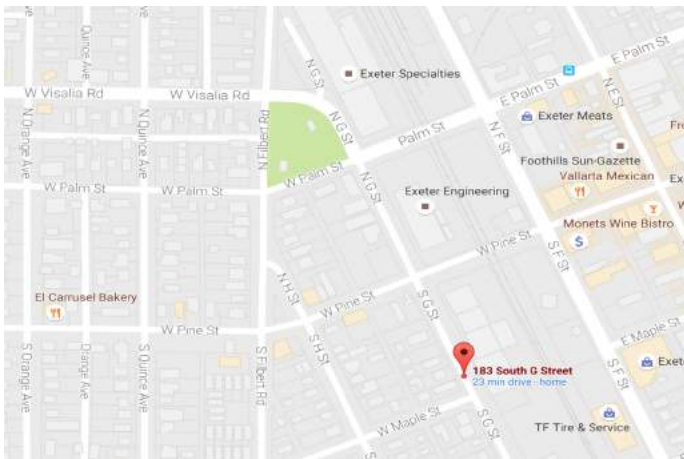 N G St
Quince Ave
Exeter Specialties
E Palm St
W Visalia Rd
W Visalia Rd
E Palm St
N E St
N Orange Ave
N Quince Ave
N Filbert Rd
N G St
Palm St
N F St
Exeter Meats
Foothills Sun-Gazette
Vallarta Mexican
W Palm St
W Palm St
N G St
Exeter Engineering
Monets Wine Bistro
W Pine St
S F St
N H St
El Carrusel Bakery
W Pine St
W Pine St
S G St
S H St
E Maple St
S Orange Ave
Orange Ave
S Quince Ave
S Filbert Rd
183 South G Street
23 min drive - home
S F St
W Maple St
S G St
TF Tire & Service